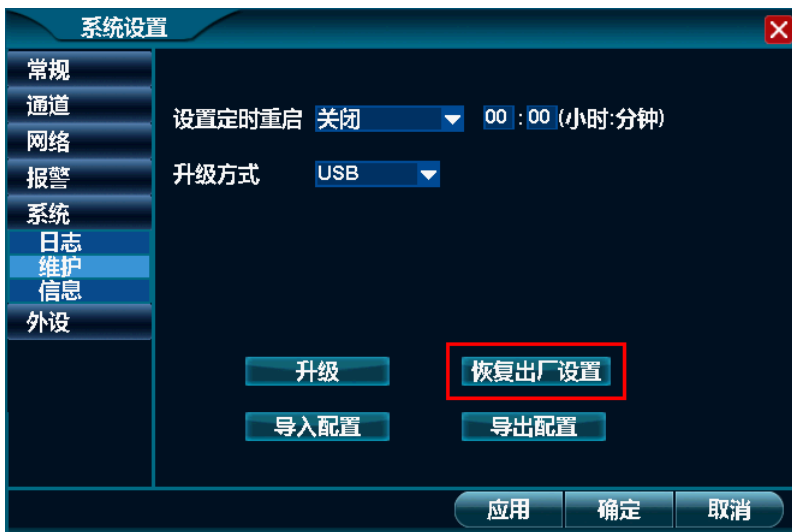 系统设置
常规
通道
网络
报警
系统
日志
维护
信息
外设
设置定时重启 关闭 00 : 00 (小时:分钟)
升级方式 USB
升级 恢复出厂设置
导入配置 导出配置
应用 确定 取消